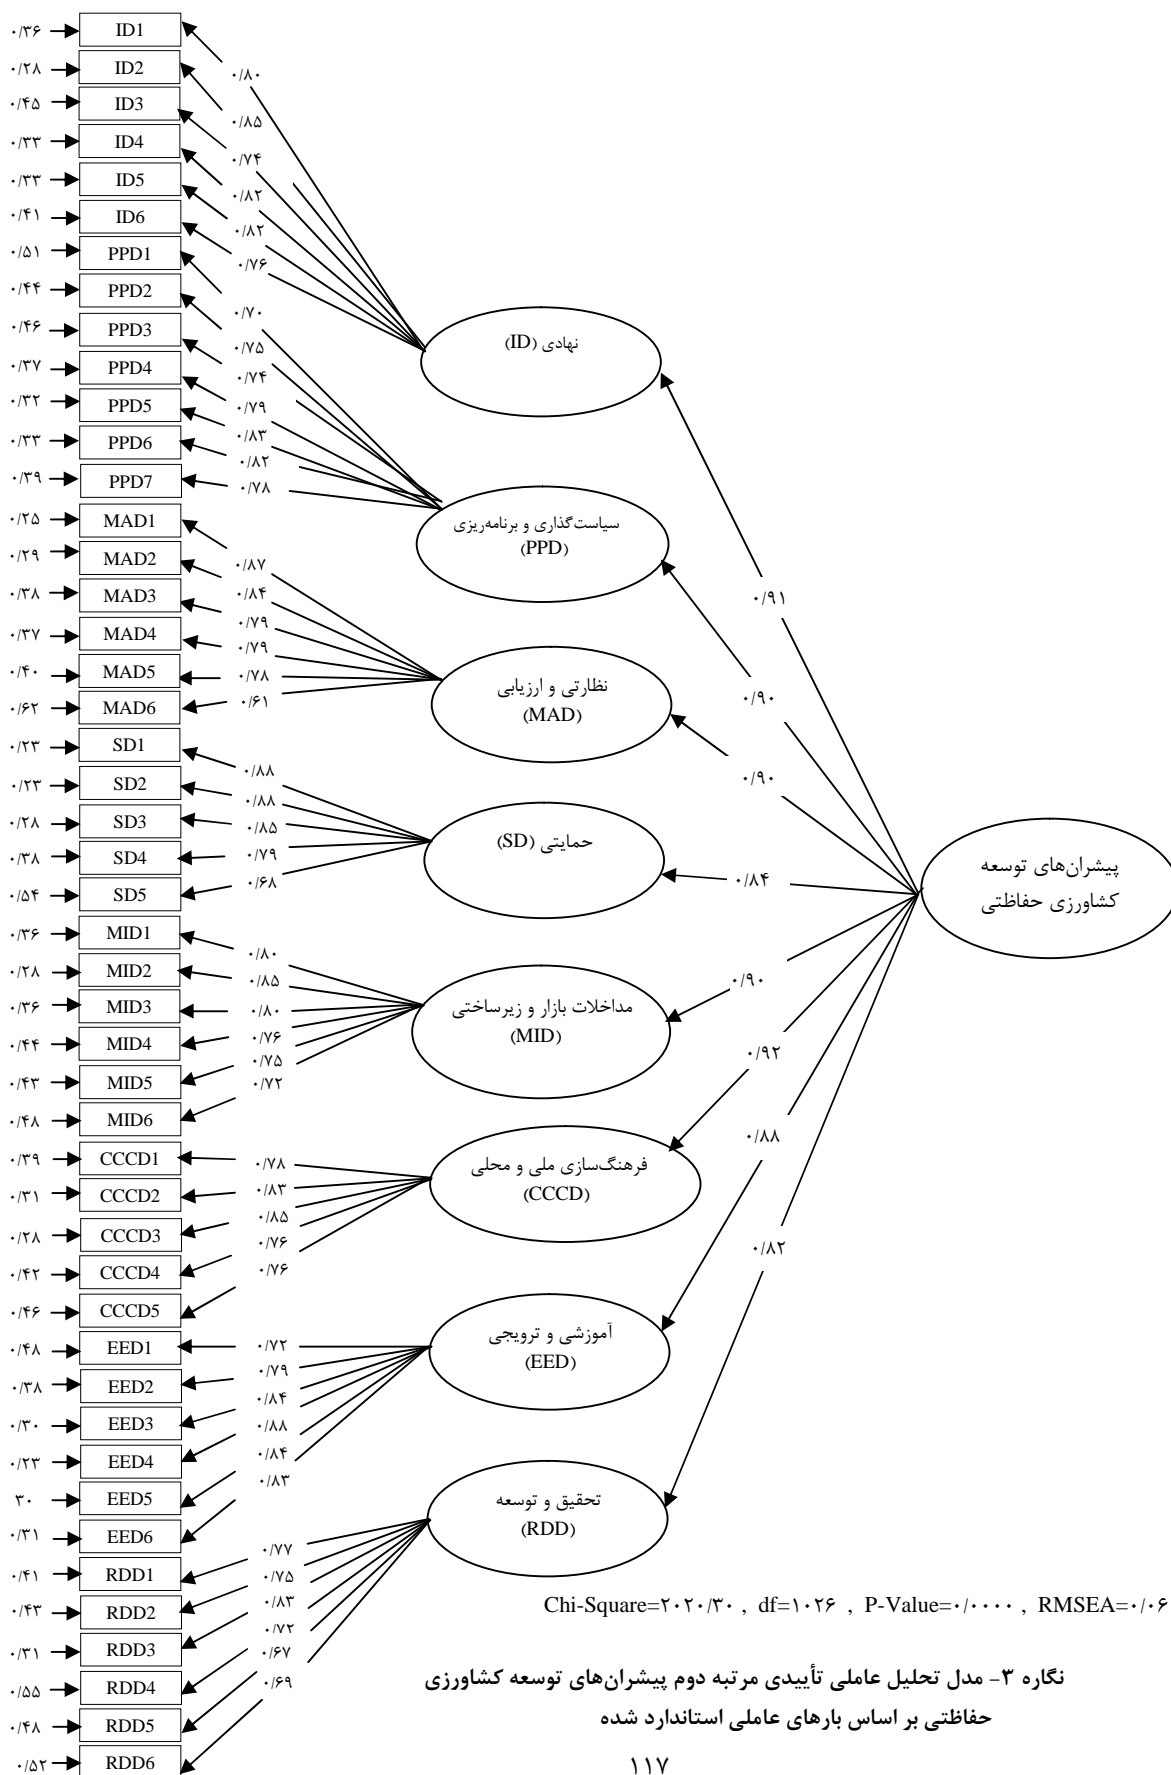 ۰/۳۶ ID1
۰/۲۸ ID2
۰/۴۵ ID3
۰/۳۳ ID4
۰/۳۳ ID5
۰/۴۱ ID6
۰/۵۱ PPD1
۰/۴۴ PPD2
۰/۴۶ PPD3
۰/۳۷ PPD4
۰/۳۲ PPD5
۰/۳۳ PPD6
۰/۳۹ PPD7
۰/۲۵ MAD1
۰/۲۹ MAD2
۰/۳۸ MAD3
۰/۳۷ MAD4
۰/۴۰ MAD5
۰/۶۲ MAD6
۰/۲۳ SD1
۰/۲۳ SD2
۰/۲۸ SD3
۰/۳۸ SD4
۰/۵۴ SD5
۰/۳۶ MID1
۰/۲۸ MID2
۰/۳۶ MID3
۰/۴۴ MID4
۰/۴۳ MID5
۰/۴۸ MID6
۰/۳۹ CCCD1
۰/۳۱ CCCD2
۰/۲۸ CCCD3
۰/۴۲ CCCD4
۰/۴۶ CCCD5
۰/۴۸ EED1
۰/۳۸ EED2
۰/۳۰ EED3
۰/۲۳ EED4
۳۰ EED5
۰/۳۱ EED6
۰/۴۱ RDD1
۰/۴۳ RDD2
۰/۳۱ RDD3
۰/۵۵ RDD4
۰/۴۸ RDD5
۰/۵۲ RDD6
۰/۸۰
۰/۸۵
۰/۷۴
۰/۸۲
۰/۸۲
۰/۷۶
۰/۷۰
۰/۷۵
۰/۷۴
۰/۷۹
۰/۸۳
۰/۸۲
۰/۷۸
۰/۸۷
۰/۸۴
۰/۷۹
۰/۷۹
۰/۷۸
۰/۶۱
۰/۸۸
۰/۸۸
۰/۸۵
۰/۷۹
۰/۶۸
۰/۸۰
۰/۸۵
۰/۸۰
۰/۷۶
۰/۷۵
۰/۷۲
۰/۷۸
۰/۸۳
۰/۸۵
۰/۷۶
۰/۷۶
۰/۷۲
۰/۷۹
۰/۸۴
۰/۸۸
۰/۸۴
۰/۸۳
۰/۷۷
۰/۷۵
۰/۸۳
۰/۷۲
۰/۶۷
۰/۶۹
نهادی (ID)
سیاست‌گذاری و برنامه‌ریزی
(PPD)
نظارتی و ارزیابی
(MAD)
حمایتی (SD)
مداخلات بازار و زیرساختی
(MID)
فرهنگ‌سازی ملی و محلی
(CCCD)
آموزشی و ترویجی
(EED)
تحقیق و توسعه
(RDD)
۰/۹۱
۰/۹۰
۰/۹۰
۰/۸۴
۰/۹۰
۰/۹۲
۰/۸۸
۰/۸۲
پیشران‌های توسعه
کشاورزی حفاظتی
Chi-Square=۲۰۲۰/۳۰ , df=۱۰۲۶ , P-Value=۰/۰۰۰۰ , RMSEA=۰/۰۶
نگاره ۳- مدل تحلیل عاملی تأییدی مرتبه دوم پیشران‌های توسعه کشاورزی
حفاظتی بر اساس بارهای عاملی استاندارد شده
۱۱۷